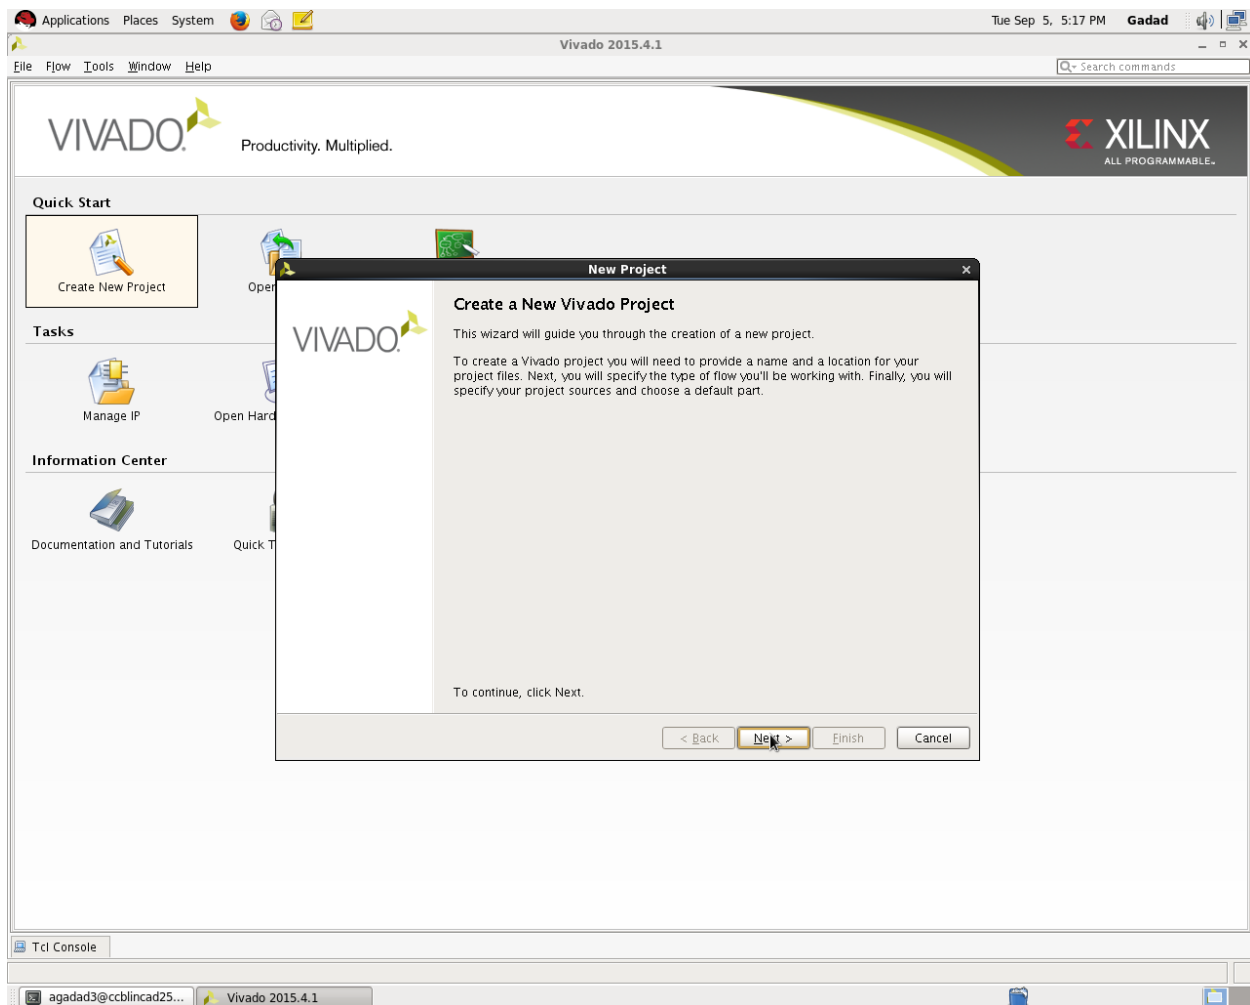 Applications Places System
Tue Sep 5, 5:17 PM Gadad
Vivado 2015.4.1
File Flow Tools Window Help
Search commands
VIVADO.
Productivity. Multiplied.
XILINX
ALL PROGRAMMABLE.
Quick Start
Create New Project
Open
New Project
Tasks
Manage IP
Open Hard
Information Center
Documentation and Tutorials
Quick T
VIVADO.
Create a New Vivado Project
This wizard will guide you through the creation of a new project.
To create a Vivado project you will need to provide a name and a location for your
project files. Next, you will specify the type of flow you'll be working with. Finally, you will
specify your project sources and choose a default part.
To continue, click Next.
< Back Next > Finish Cancel
Tcl Console
agadad3@ccblincad25... Vivado 2015.4.1